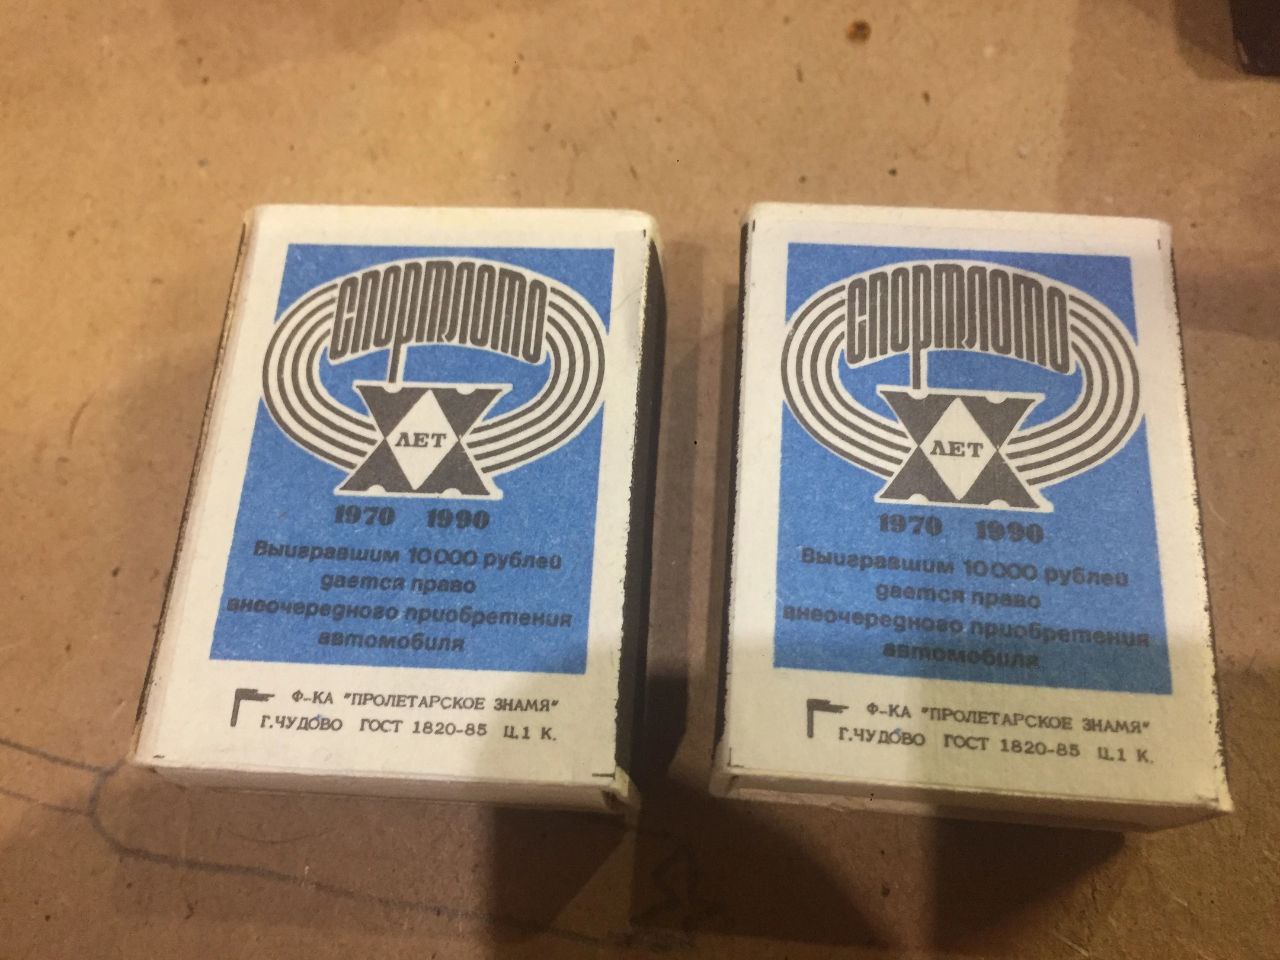 СПОРТЛОТО
XX
ЛЕТ
1970 1990
Выигравшим 10 000 рублей
дается право
внеочередного приобретения
автомобиля
Ф-КА "ПРОЛЕТАРСКОЕ ЗНАМЯ"
Г.ЧУДОВО ГОСТ 1820-85 Ц.1 К.
СПОРТЛОТО
XX
ЛЕТ
1970 1990
Выигравшим 10 000 рублей
дается право
внеочередного приобретения
автомобиля
Ф-КА "ПРОЛЕТАРСКОЕ ЗНАМЯ"
Г.ЧУДОВО ГОСТ 1820-85 Ц.1 К.